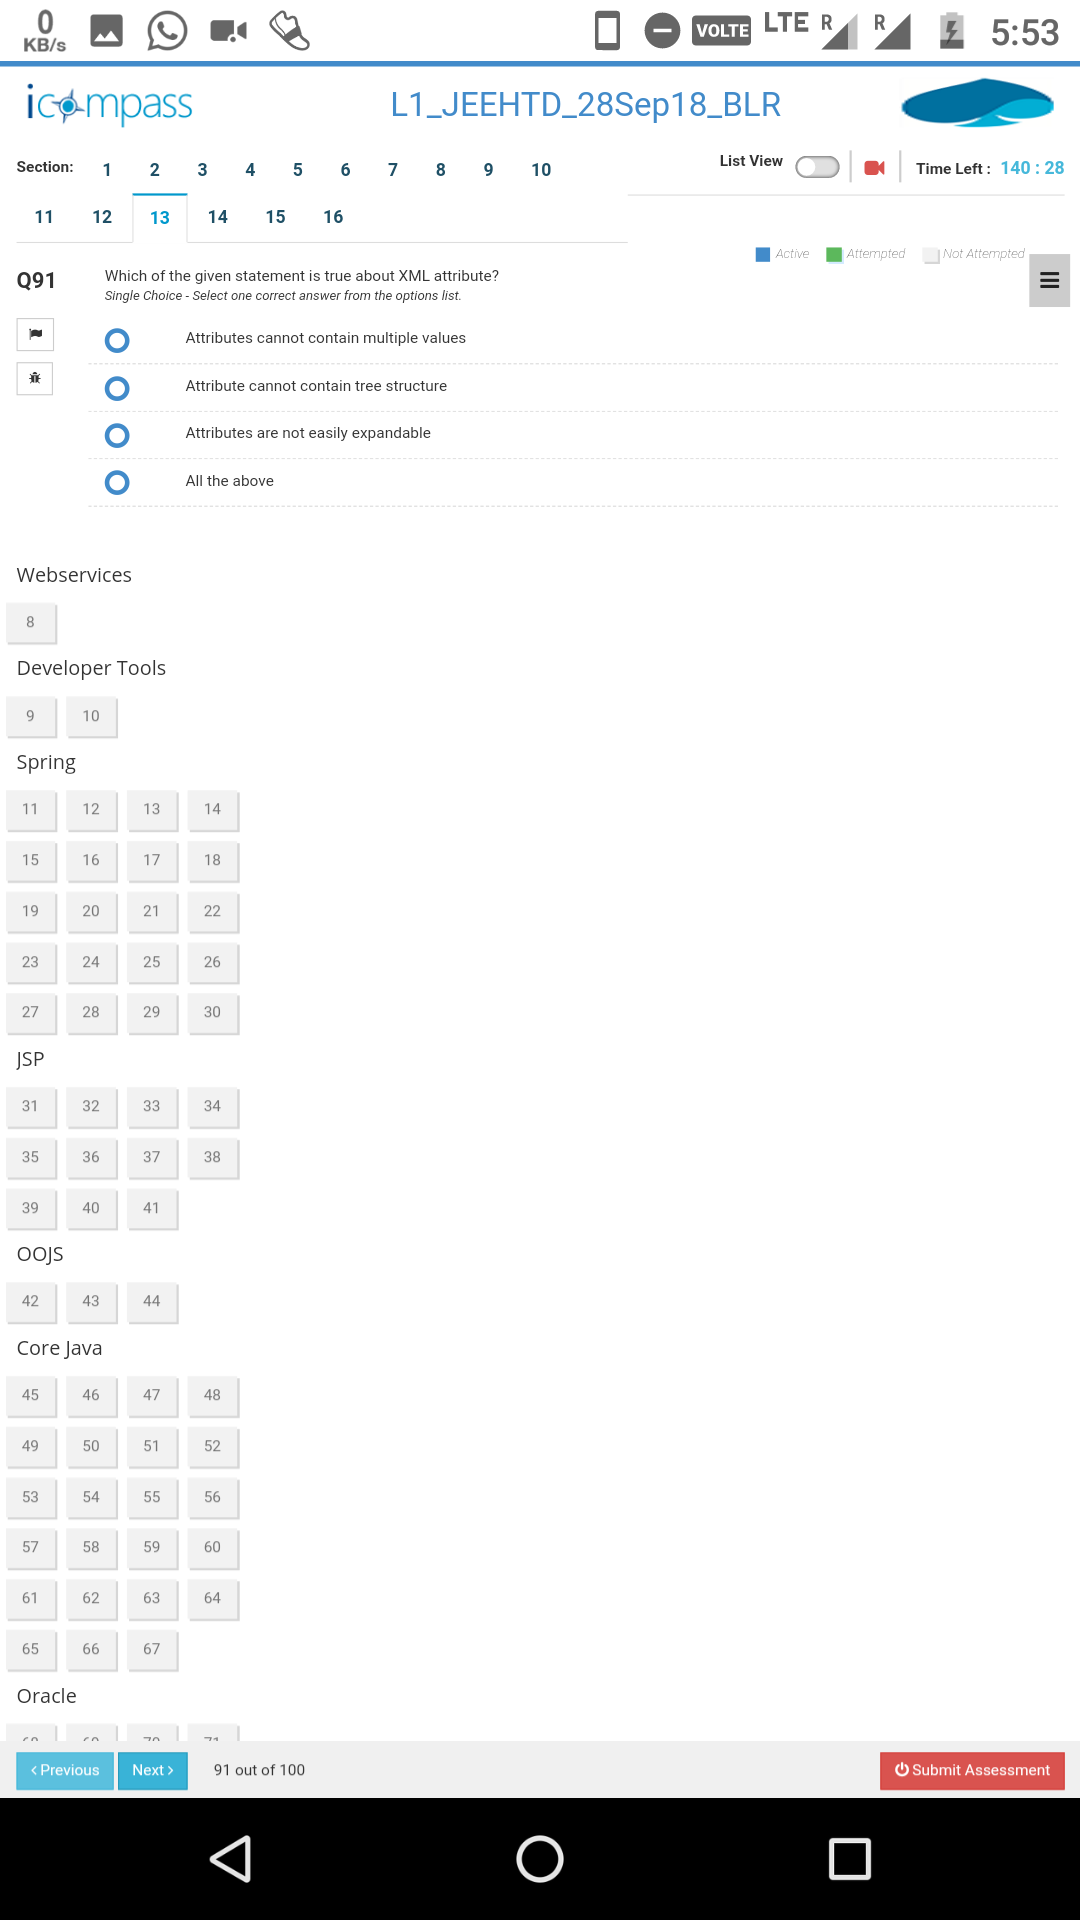 0
KB/s
VOLTE
LTE
R
R
5:53
icompass
L1_JEEHTD_28Sep18_BLR
Section: 1 2 3 4 5 6 7 8 9 10
List View
Time Left : 140 : 28
11 12 13 14 15 16
Active Attempted Not Attempted
Q91
Which of the given statement is true about XML attribute?
Single Choice - Select one correct answer from the options list.
Attributes cannot contain multiple values
Attribute cannot contain tree structure
Attributes are not easily expandable
All the above
Webservices
8
Developer Tools
9 10
Spring
11 12 13 14
15 16 17 18
19 20 21 22
23 24 25 26
27 28 29 30
JSP
31 32 33 34
35 36 37 38
39 40 41
OOJS
42 43 44
Core Java
45 46 47 48
49 50 51 52
53 54 55 56
57 58 59 60
61 62 63 64
65 66 67
Oracle
68 69 70 71
Previous
Next
91 out of 100
Submit Assessment